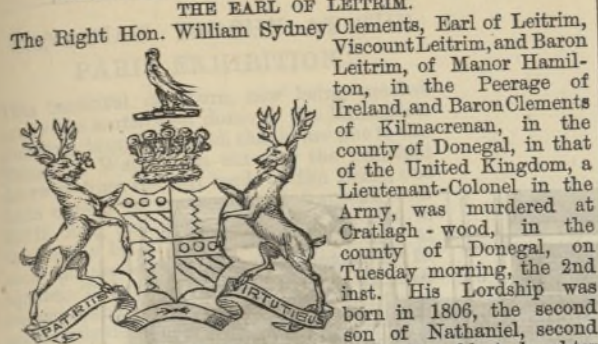 THE EARL OF LEITRIM.
The Right Hon. William Sydney Clements, Earl of Leitrim,
Viscount Leitrim, and Baron
Leitrim, of Manor Hamil-
ton, in the Peerage of
Ireland, and Baron Clements
of Kilmacrenan, in the
county of Donegal, in that
of the United Kingdom, a
Lieutenant-Colonel in the
Army, was murdered at
Cratlagh-wood, in the
county of Donegal, on
Tuesday morning, the 2nd
inst. His Lordship was
born in 1806, the second
son of Nathaniel, second
PATRIIS VIRTUTIBUS